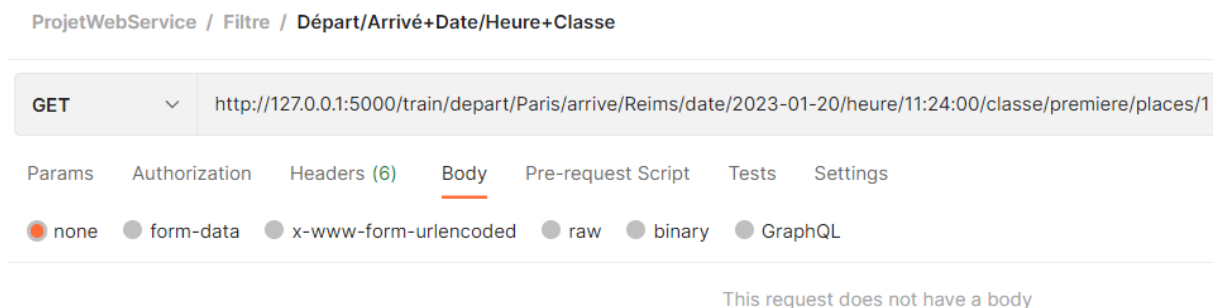 ProjetWebService / Filtre / Départ/Arrivé+Date/Heure+Classe
GET http://127.0.0.1:5000/train/depart/Paris/arrive/Reims/date/2023-01-20/heure/11:24:00/classe/premiere/places/1
Params Authorization Headers (6) Body Pre-request Script Tests Settings
none form-data x-www-form-urlencoded raw binary GraphQL
This request does not have a body